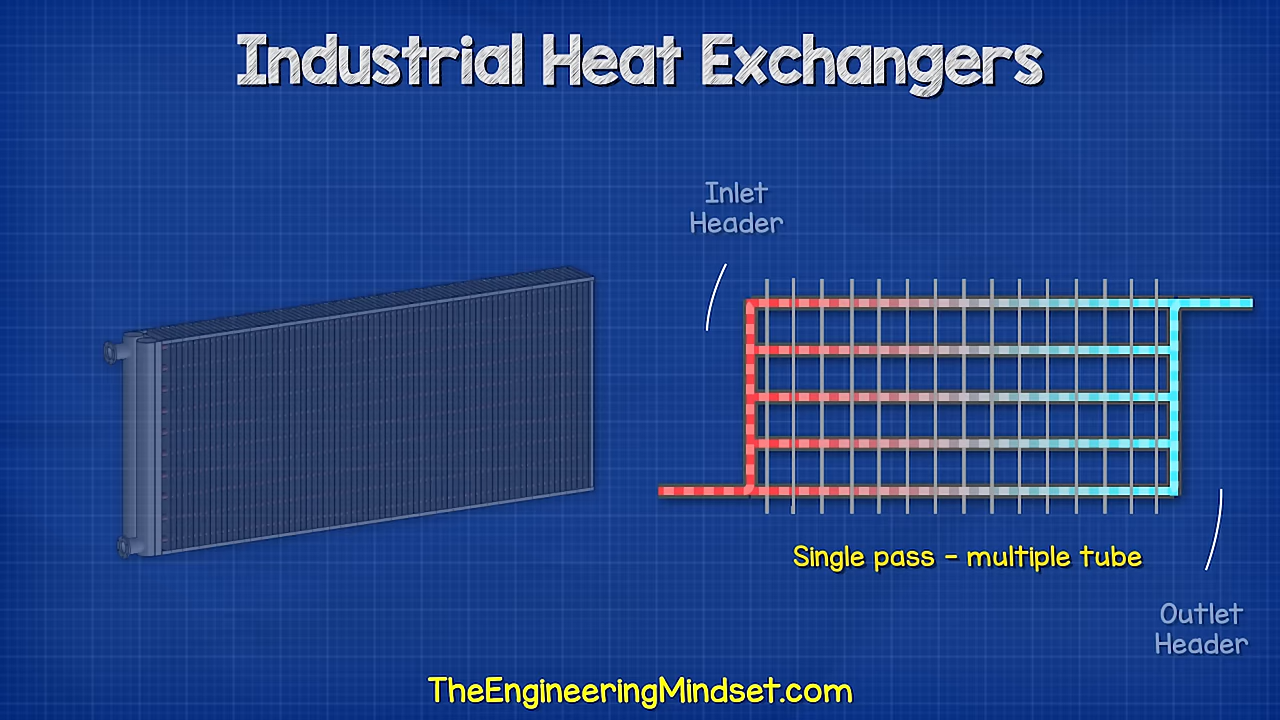 Industrial Heat Exchangers
Inlet
Header
Single pass - multiple tube
Outlet
Header
TheEngineeringMindset.com